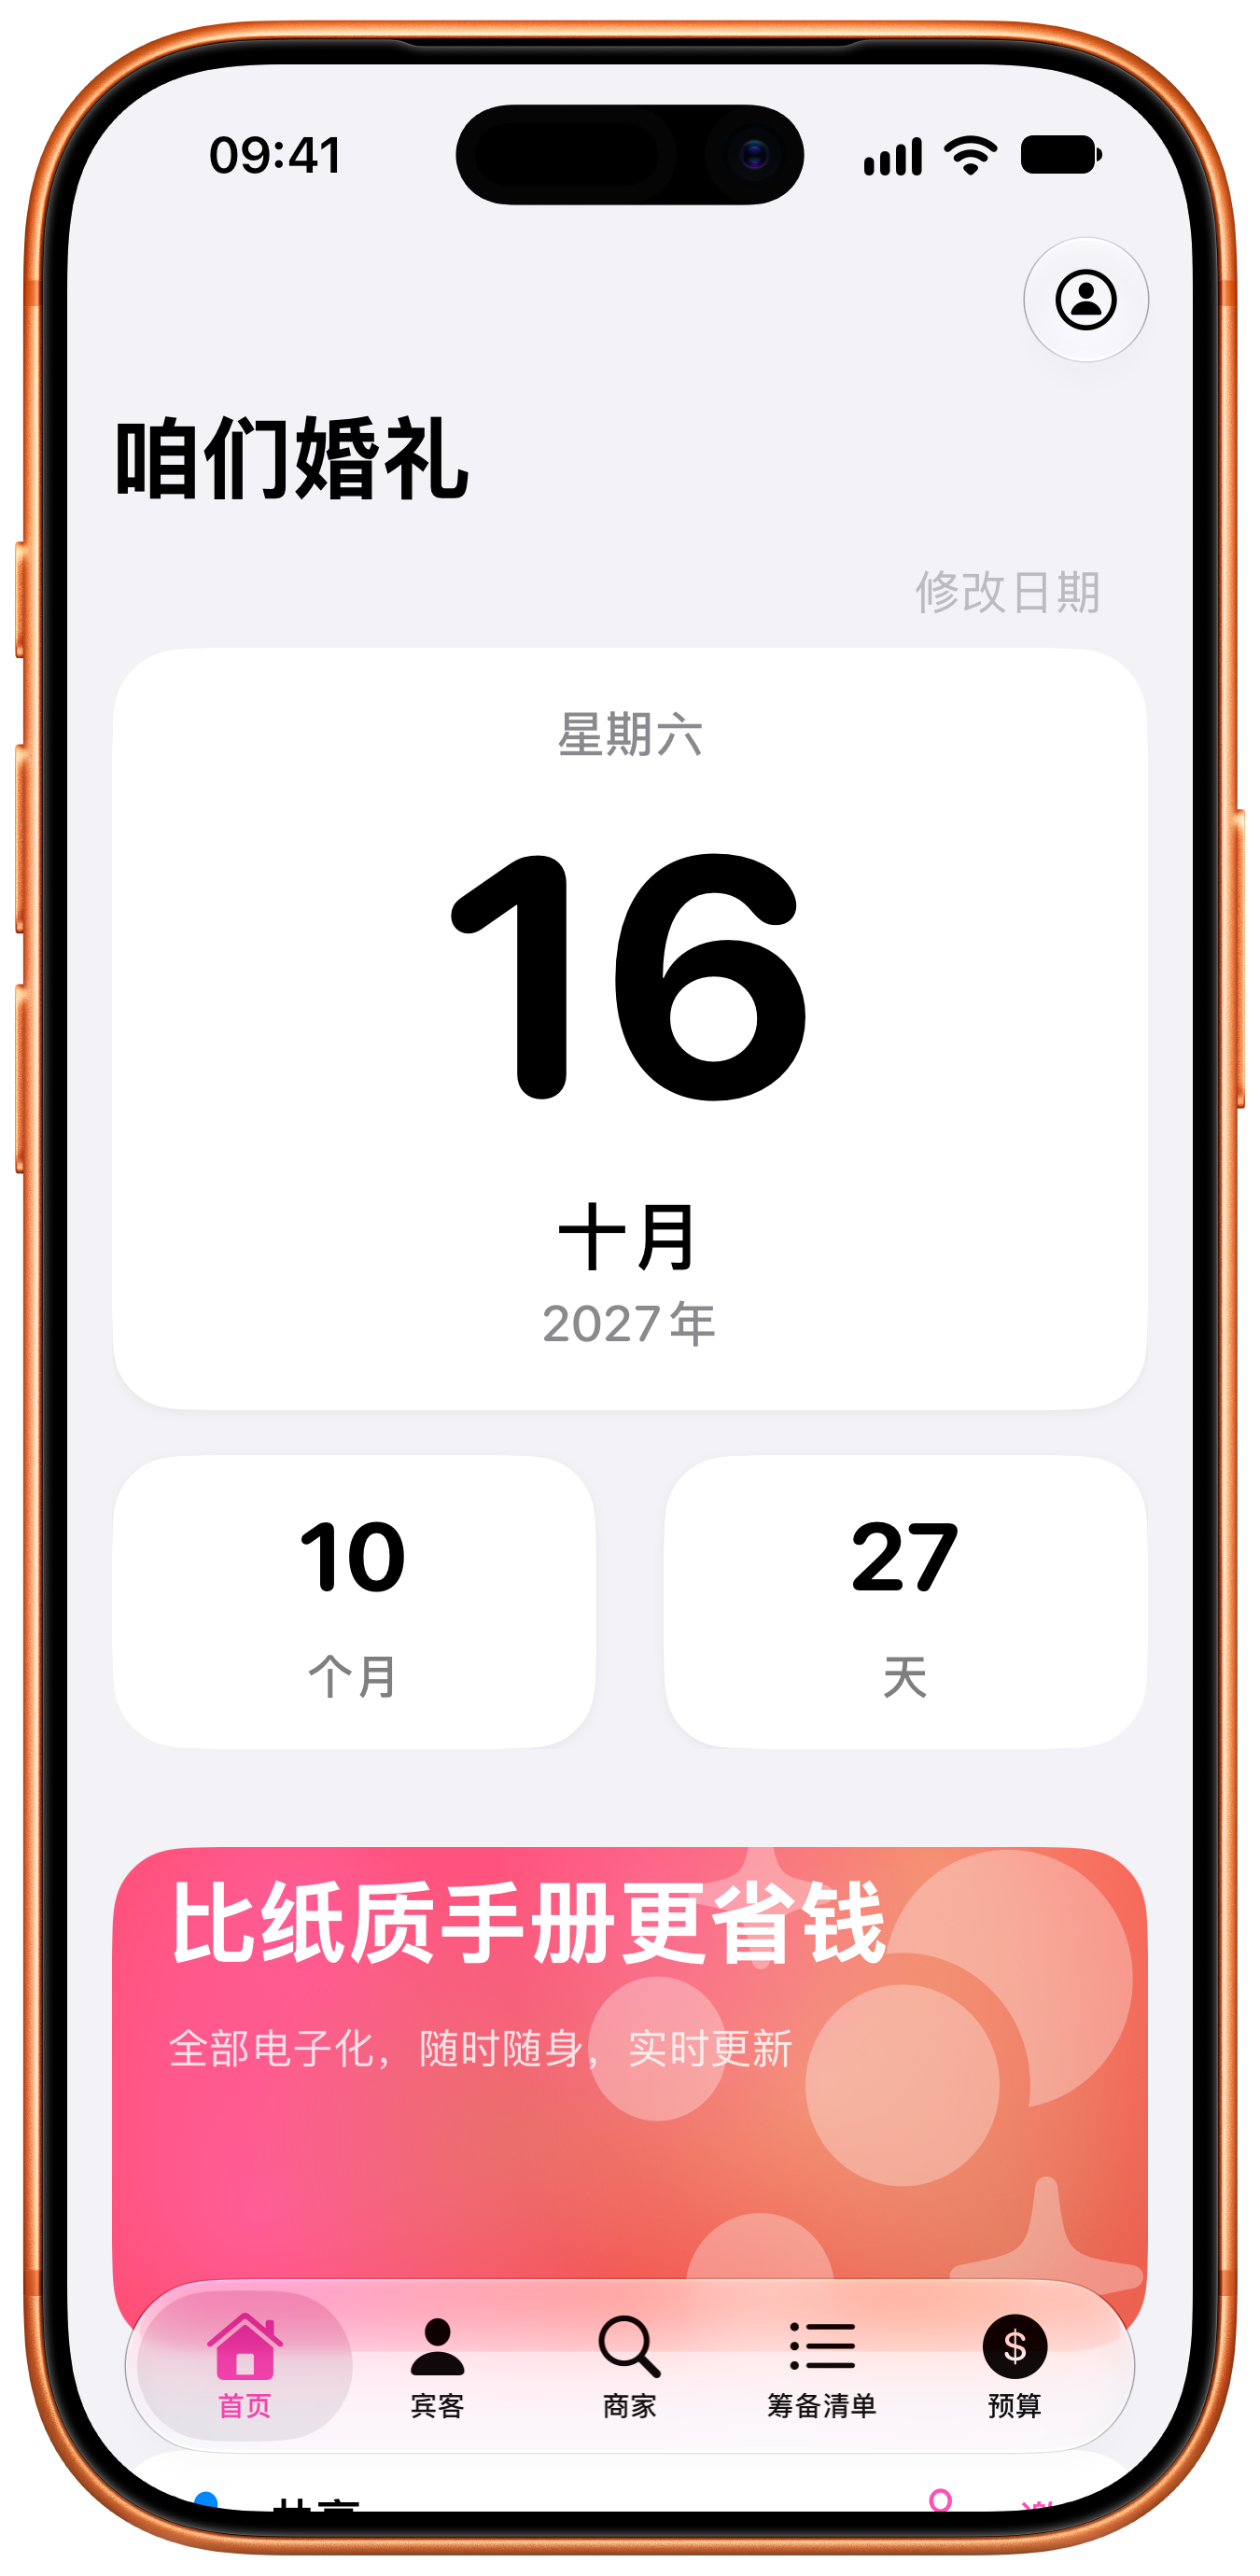 09:41
咱们婚礼
修改日期
星期六
16
十月
2027年
10
个月
27
天
比纸质手册更省钱
全部电子化，随时随身，实时更新
首页
宾客
商家
筹备清单
预算
共享